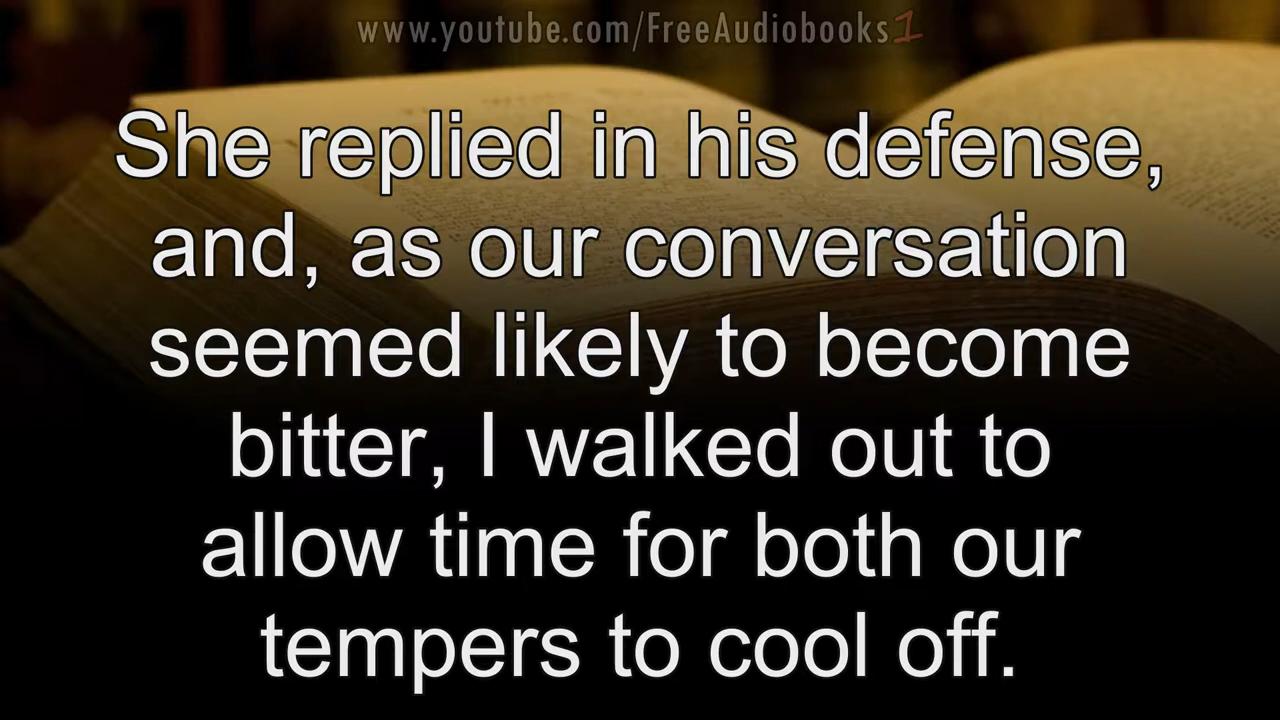 www.youtube.com/FreeAudiobooks1
She replied in his defense,
and, as our conversation
seemed likely to become
bitter, I walked out to
allow time for both our
tempers to cool off.